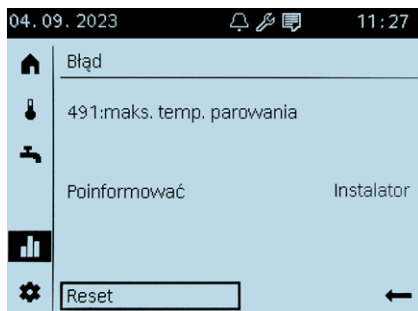 04. 09. 2023 11:27
Błąd
491:maks. temp. parowania
Poinformować Instalator
Reset